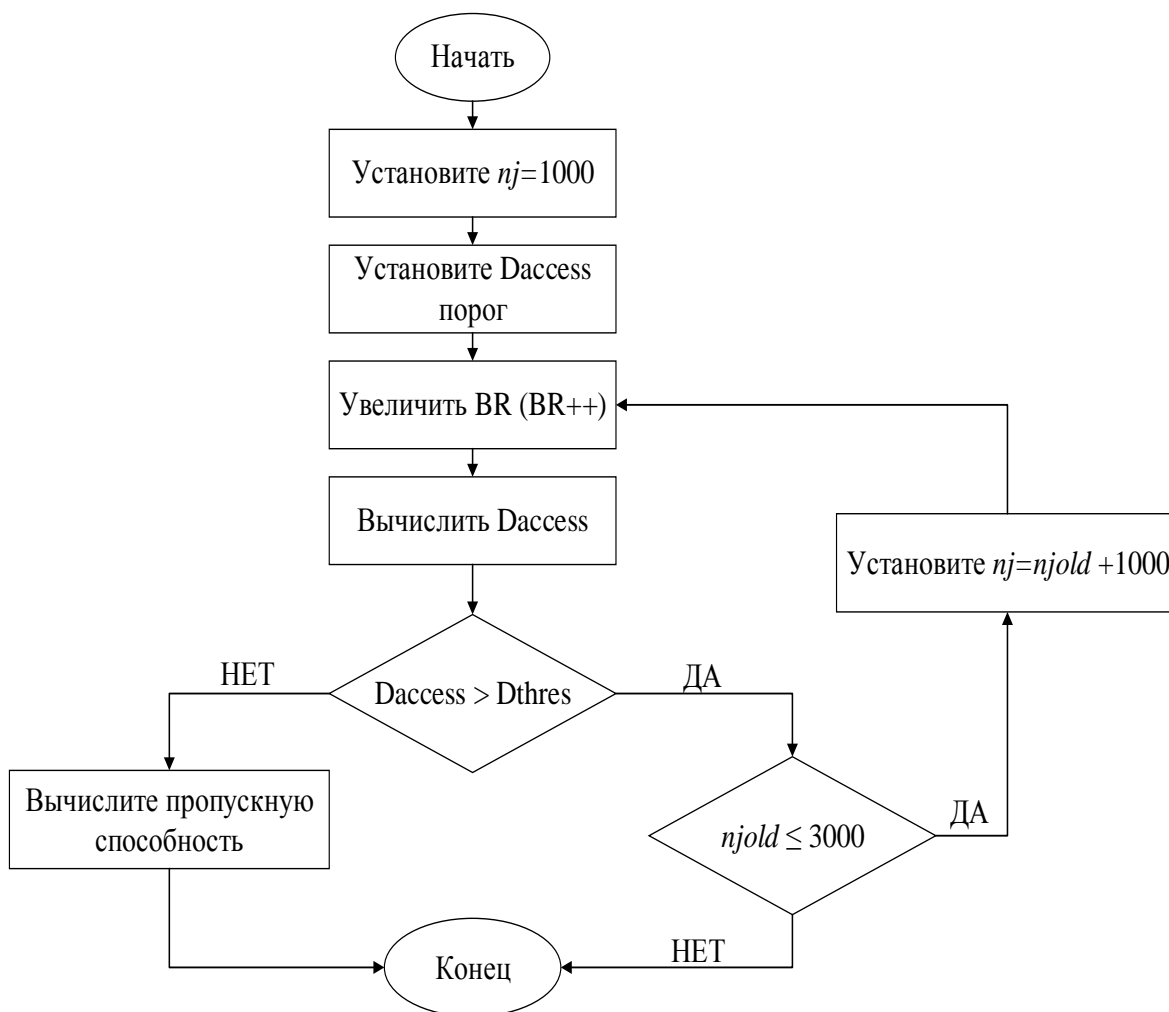 Начать
Установите nj=1000
Установите Daccess
порог
Увеличить BR (BR++)
Вычислить Daccess
Установите nj=njold +1000
НЕТ
Daccess > Dthres
ДА
Вычислите пропускную
способность
njold ≤ 3000
ДА
НЕТ
Конец